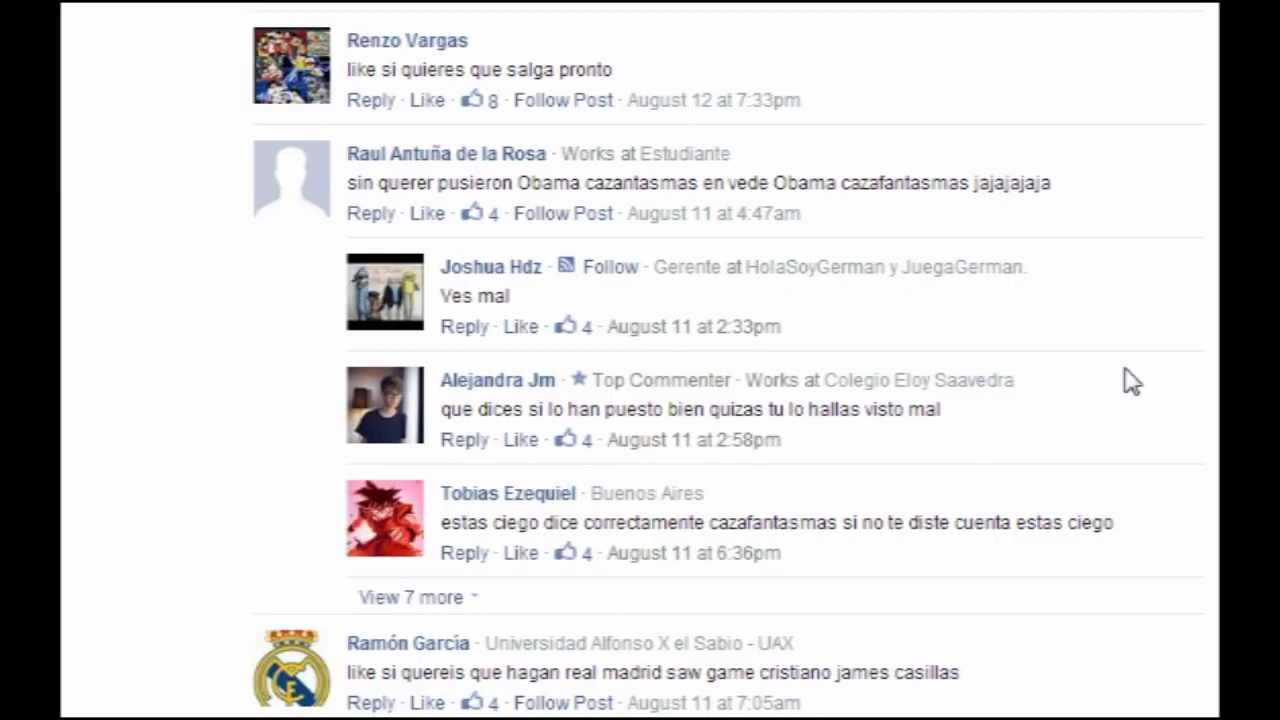 Renzo Vargas
like si quieres que salga pronto
Reply · Like · 8 · Follow Post · August 12 at 7:33pm
Raul Antuña de la Rosa · Works at Estudiante
sin querer pusieron Obama cazantasmas en vede Obama cazafantasmas jajajajaja
Reply · Like · 4 · Follow Post · August 11 at 4:47am
Joshua Hdz · Follow · Gerente at HolaSoyGerman y JuegaGerman.
Ves mal
Reply · Like · 4 · August 11 at 2:33pm
Alejandra Jm · Top Commenter · Works at Colegio Eloy Saavedra
que dices si lo han puesto bien quizas tu lo hallas visto mal
Reply · Like · 4 · August 11 at 2:58pm
Tobias Ezequiel · Buenos Aires
estas ciego dice correctamente cazafantasmas si no te diste cuenta estas ciego
Reply · Like · 4 · August 11 at 6:36pm
View 7 more
Ramón García · Universidad Alfonso X el Sabio - UAX
like si quereis que hagan real madrid saw game cristiano james casillas
Reply · Like · 4 · Follow Post · August 11 at 7:05am